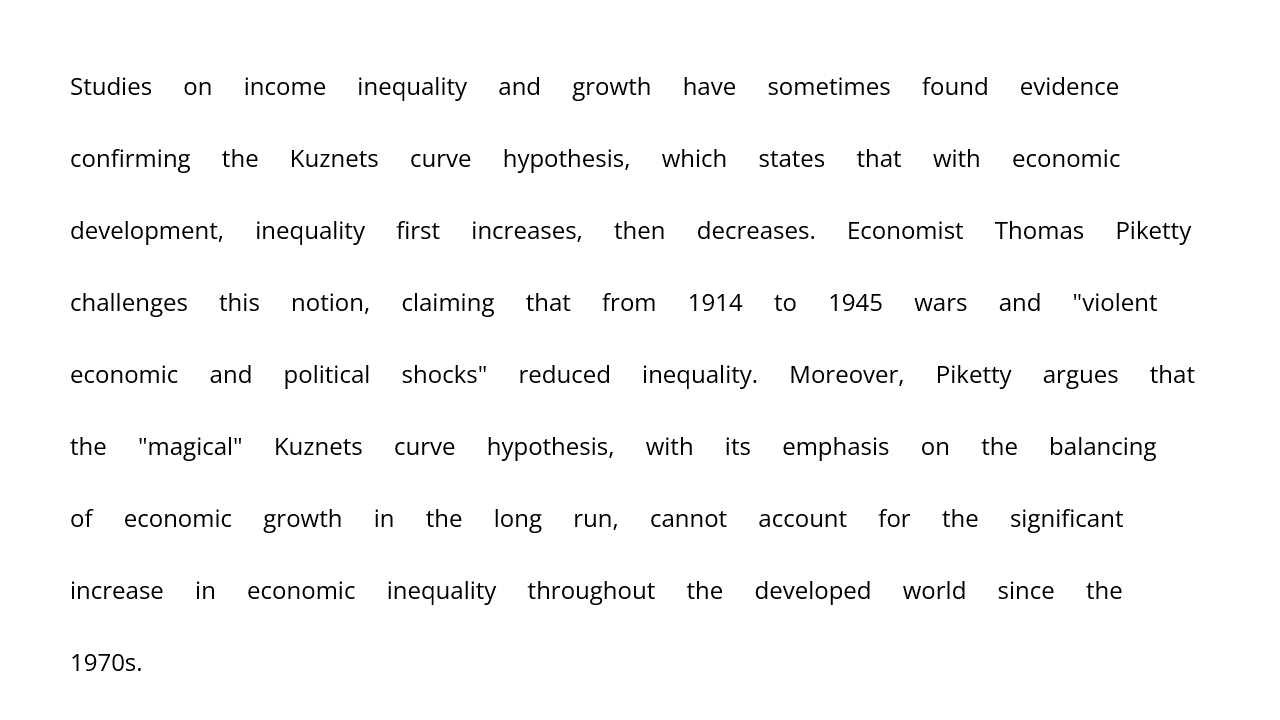 Studies on income inequality and growth have sometimes found evidence
confirming the Kuznets curve hypothesis, which states that with economic
development, inequality first increases, then decreases. Economist Thomas Piketty
challenges this notion, claiming that from 1914 to 1945 wars and "violent
economic and political shocks" reduced inequality. Moreover, Piketty argues that
the "magical" Kuznets curve hypothesis, with its emphasis on the balancing
of economic growth in the long run, cannot account for the significant
increase in economic inequality throughout the developed world since the
1970s.